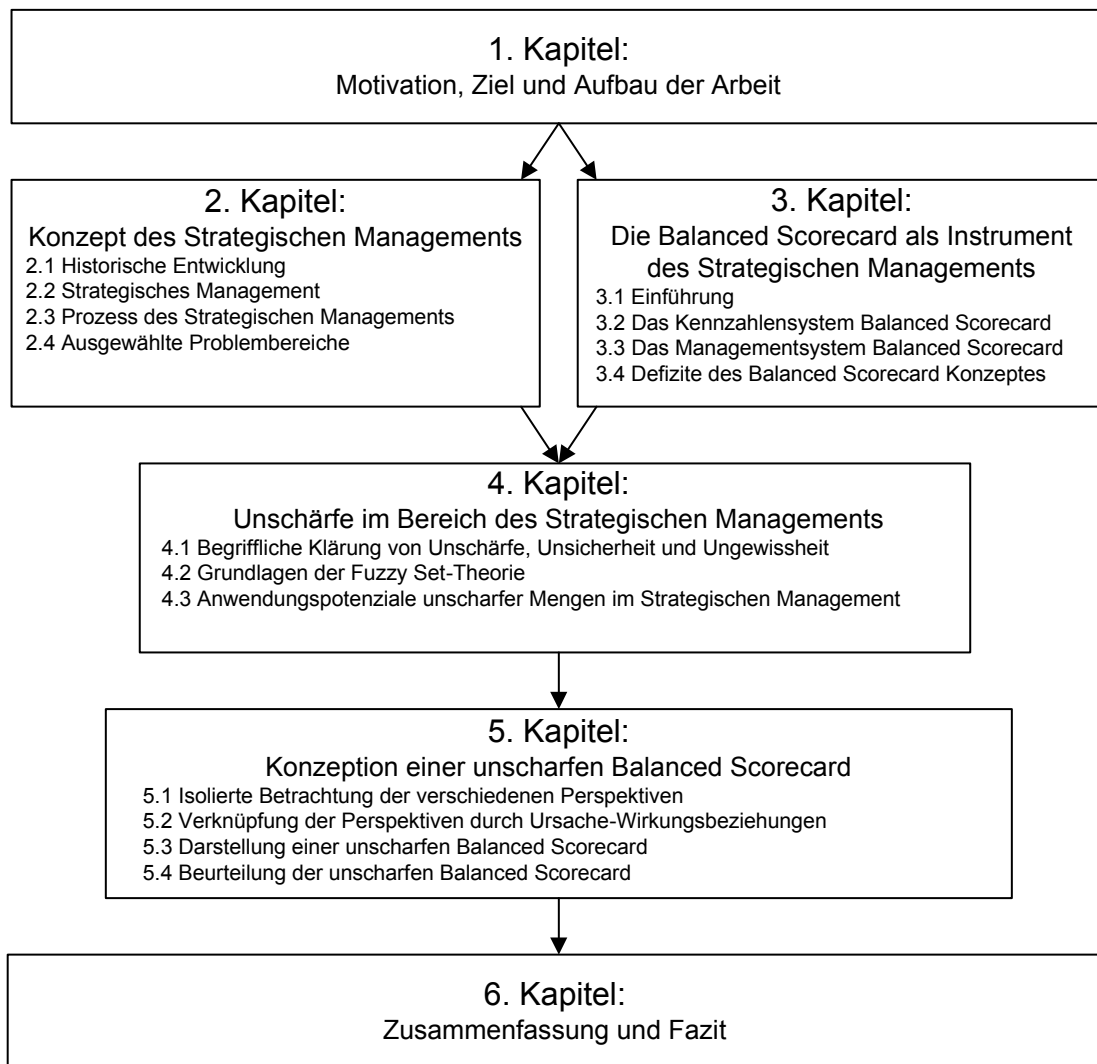 1. Kapitel:
Motivation, Ziel und Aufbau der Arbeit
2. Kapitel:
Konzept des Strategischen Managements
2.1 Historische Entwicklung
2.2 Strategisches Management
2.3 Prozess des Strategischen Managements
2.4 Ausgewählte Problembereiche
3. Kapitel:
Die Balanced Scorecard als Instrument
des Strategischen Managements
3.1 Einführung
3.2 Das Kennzahlensystem Balanced Scorecard
3.3 Das Managementsystem Balanced Scorecard
3.4 Defizite des Balanced Scorecard Konzeptes
4. Kapitel:
Unschärfe im Bereich des Strategischen Managements
4.1 Begriffliche Klärung von Unschärfe, Unsicherheit und Ungewissheit
4.2 Grundlagen der Fuzzy Set-Theorie
4.3 Anwendungspotenziale unscharfer Mengen im Strategischen Management
5. Kapitel:
Konzeption einer unscharfen Balanced Scorecard
5.1 Isolierte Betrachtung der verschiedenen Perspektiven
5.2 Verknüpfung der Perspektiven durch Ursache-Wirkungsbeziehungen
5.3 Darstellung einer unscharfen Balanced Scorecard
5.4 Beurteilung der unscharfen Balanced Scorecard
6. Kapitel:
Zusammenfassung und Fazit